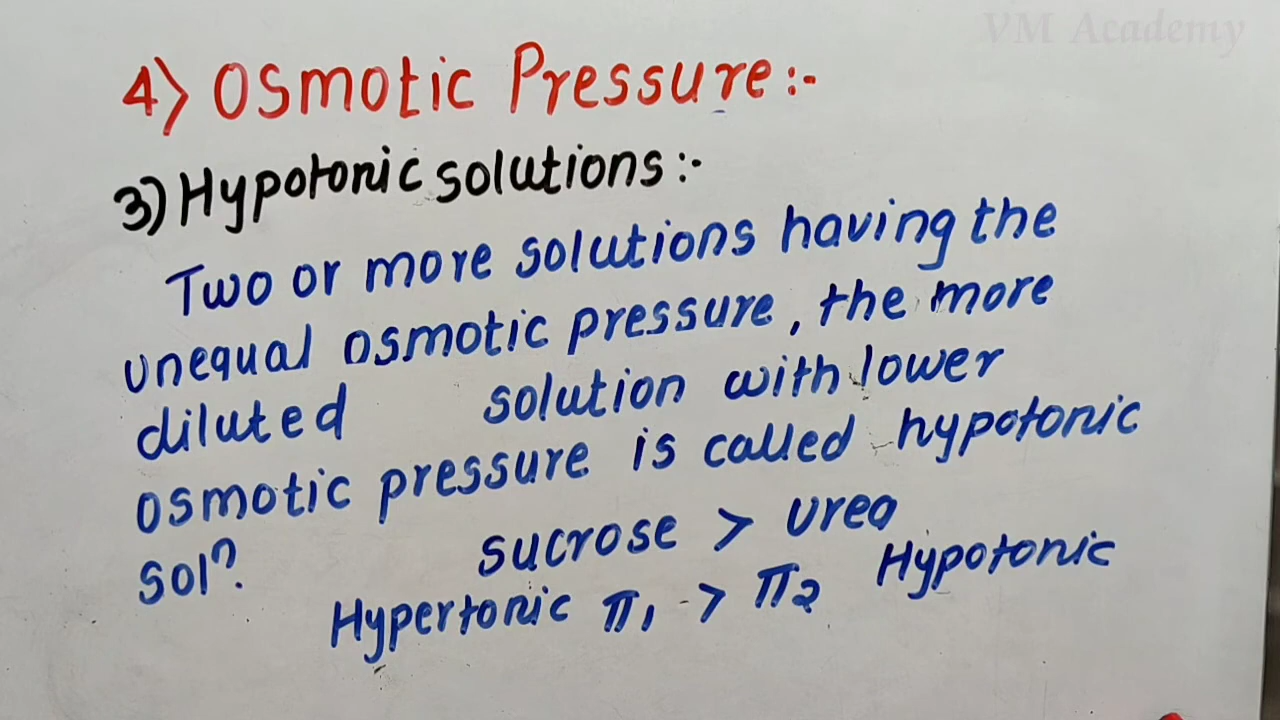 VM Academy
4) Osmotic Pressure:-
3) Hypotonic solutions:-
Two or more solutions having the
unequal osmotic pressure, the more
diluted solution with lower
osmotic pressure is called hypotonic
solⁿ.
sucrose > urea
Hypertonic π₁ > π₂ Hypotonic